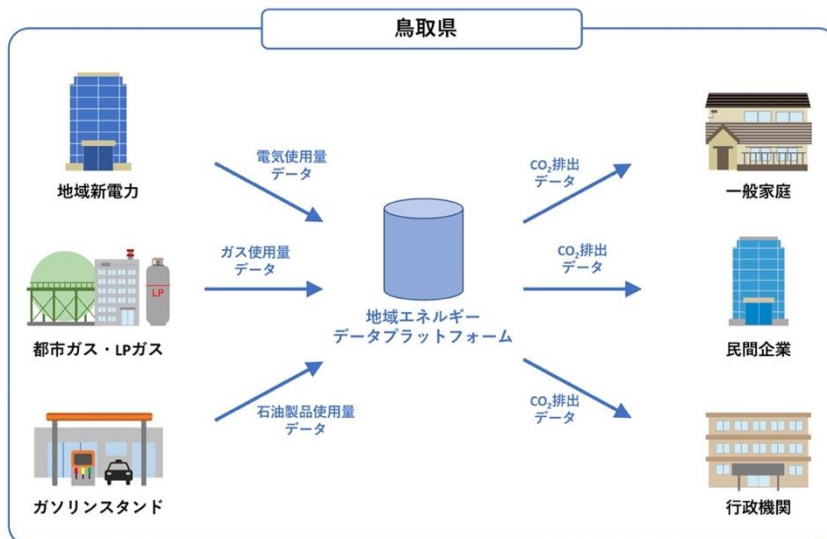 鳥取県
地域新電力
電気使用量
データ
CO₂排出
データ
一般家庭
都市ガス・LPガス
LP
ガス使用量
データ
地域エネルギー
データプラットフォーム
CO₂排出
データ
民間企業
ガソリンスタンド
石油製品使用量
データ
CO₂排出
データ
行政機関